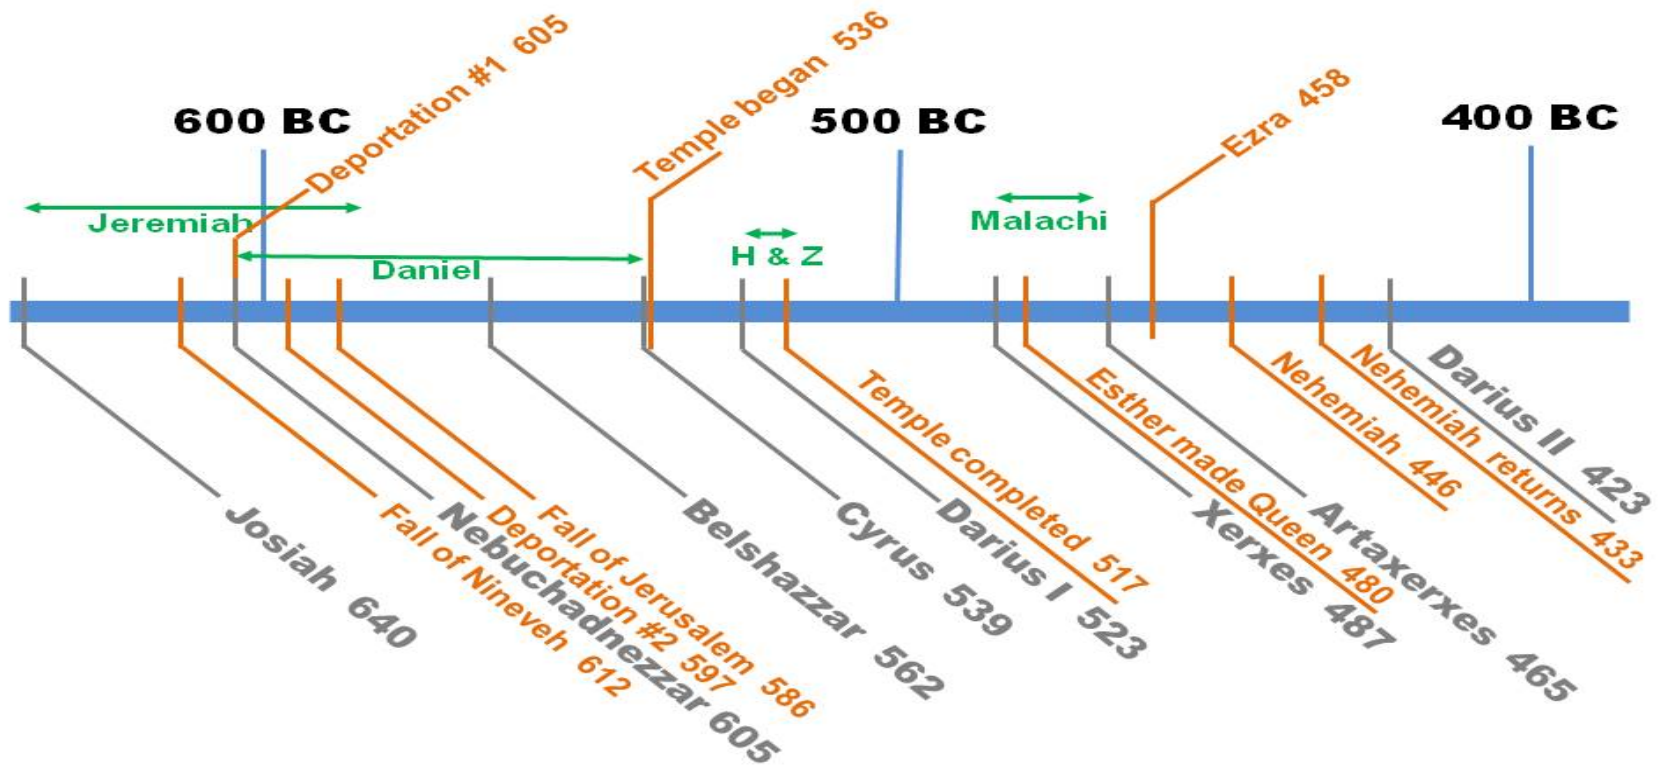 Deportation #1 605
Temple began 536
Ezra 458
600 BC
500 BC
400 BC
Jeremiah
Daniel
H & Z
Malachi
Josiah 640
Fall of Nineveh 612
Nebuchadnezzar 605
Deportation #2 597
Fall of Jerusalem 586
Belshazzar 562
Cyrus 539
Darius I 523
Temple completed 517
Xerxes 487
Esther made Queen 480
Artaxerxes 465
Nehemiah 446
Nehemiah returns 433
Darius II 423